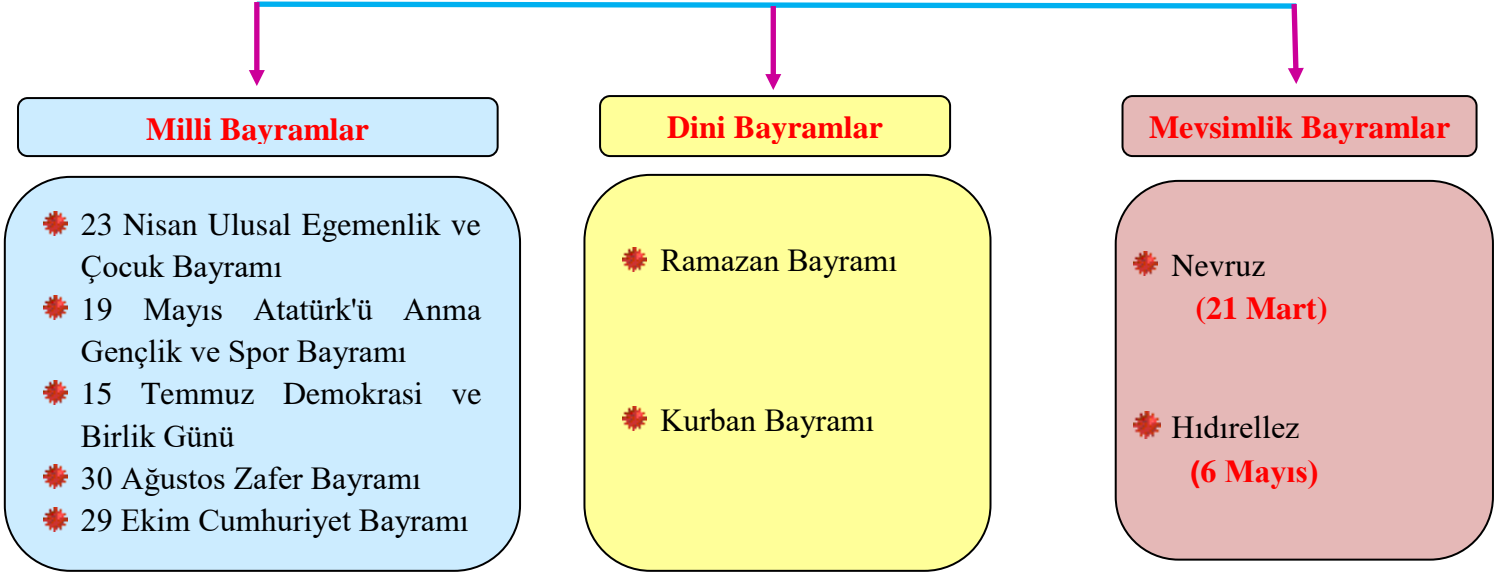 Milli Bayramlar
23 Nisan Ulusal Egemenlik ve
Çocuk Bayramı
19 Mayıs Atatürk'ü Anma
Gençlik ve Spor Bayramı
15 Temmuz Demokrasi ve
Birlik Günü
30 Ağustos Zafer Bayramı
29 Ekim Cumhuriyet Bayramı
Dini Bayramlar
Ramazan Bayramı
Kurban Bayramı
Mevsimlik Bayramlar
Nevruz
(21 Mart)
Hıdırellez
(6 Mayıs)